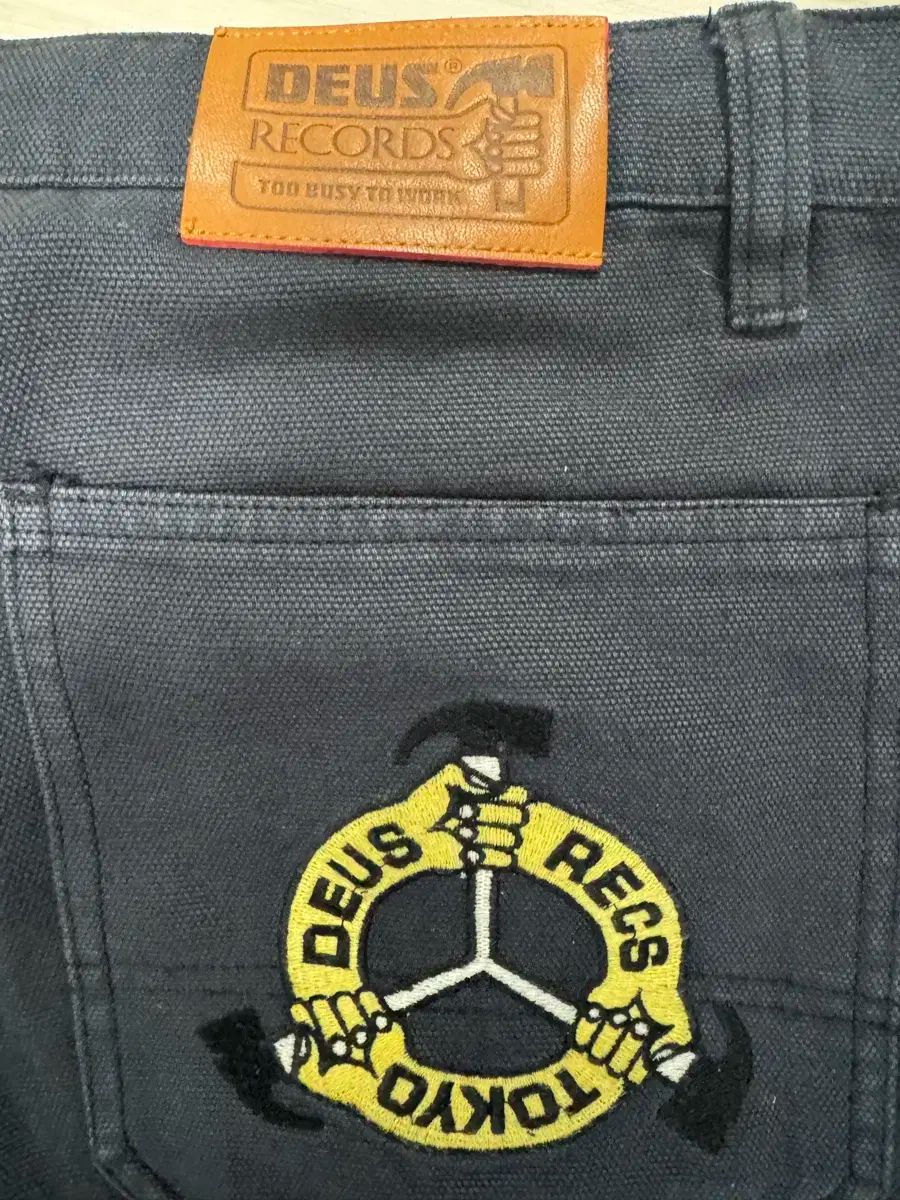 DEUS®
RECORDS
TOO BUSY TO WORK
DEUS
RECS
TOKYO